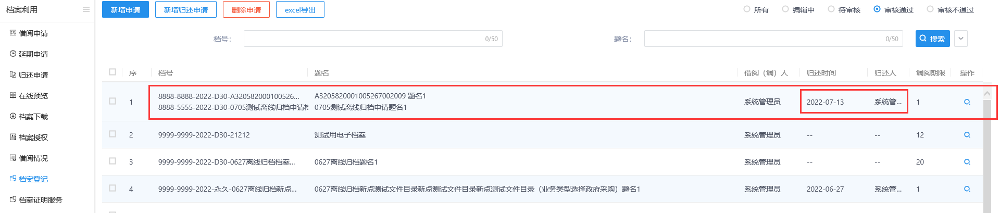 档案利用
新增申请 新增归还申请 删除申请 excel导出
所有 编辑中 待审核 审核通过 审核不通过
借阅申请
延期申请
归还申请
在线预览
档案下载
档案授权
借阅情况
档案登记
档案证明服务
档号： 0/50 题名： 0/50 搜索
序 档号 题名 借阅（调）人 归还时间 归还人 调阅期限 操作
1 8888-8888-2022-D30-A320582000100526... A3205820001005267002009 题名1 系统管理员 2022-07-13 系统管... 1
8888-5555-2022-D30-0705测试离线归档申请档 0705测试离线归档申请题名1
2 9999-9999-2022-D30-21212 测试用电子档案 系统管理员 -- -- 12
3 9999-9999-2022-D30-0627离线归档档案... 0627离线归档题名1 系统管理员 -- -- 20
4 9999-9999-2022-永久-0627离线归档新点... 0627离线归档新点测试文件目录新点测试文件目录新点测试文件目录（业务类型选择政府采购）题名1 系统管理员 2022-06-27 系统管... 1